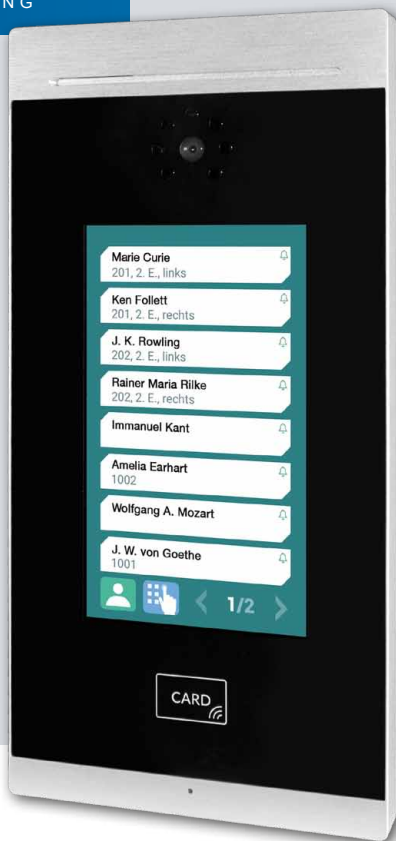 NG
Marie Curie
201, 2. E., links
Ken Follett
201, 2. E., rechts
J. K. Rowling
202, 2. E., links
Rainer Maria Rilke
202, 2. E., rechts
Immanuel Kant
Amelia Earhart
1002
Wolfgang A. Mozart
J. W. von Goethe
1001
1/2
CARD